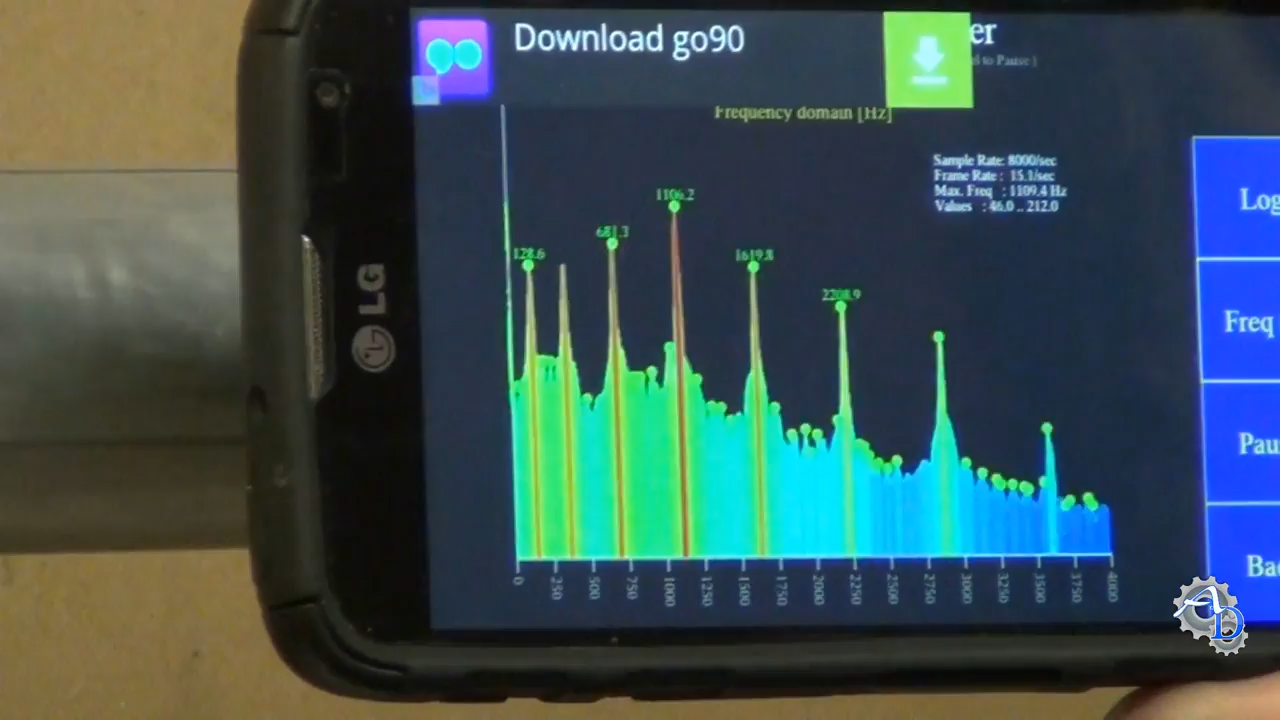 Download go90
er
d to Pause ]
Frequency domain [Hz]
Sample Rate: 8000/sec
Frame Rate : 15.1/sec
Max. Freq : 1109.4 Hz
Values : 46.0 .. 212.0
1106.2
681.3
128.6
1619.8
2208.9
Log
Freq
Pau
Bac
0
250
500
750
1000
1250
1500
1750
2000
2250
2500
2750
3000
3250
3500
3750
4000
LG
AD